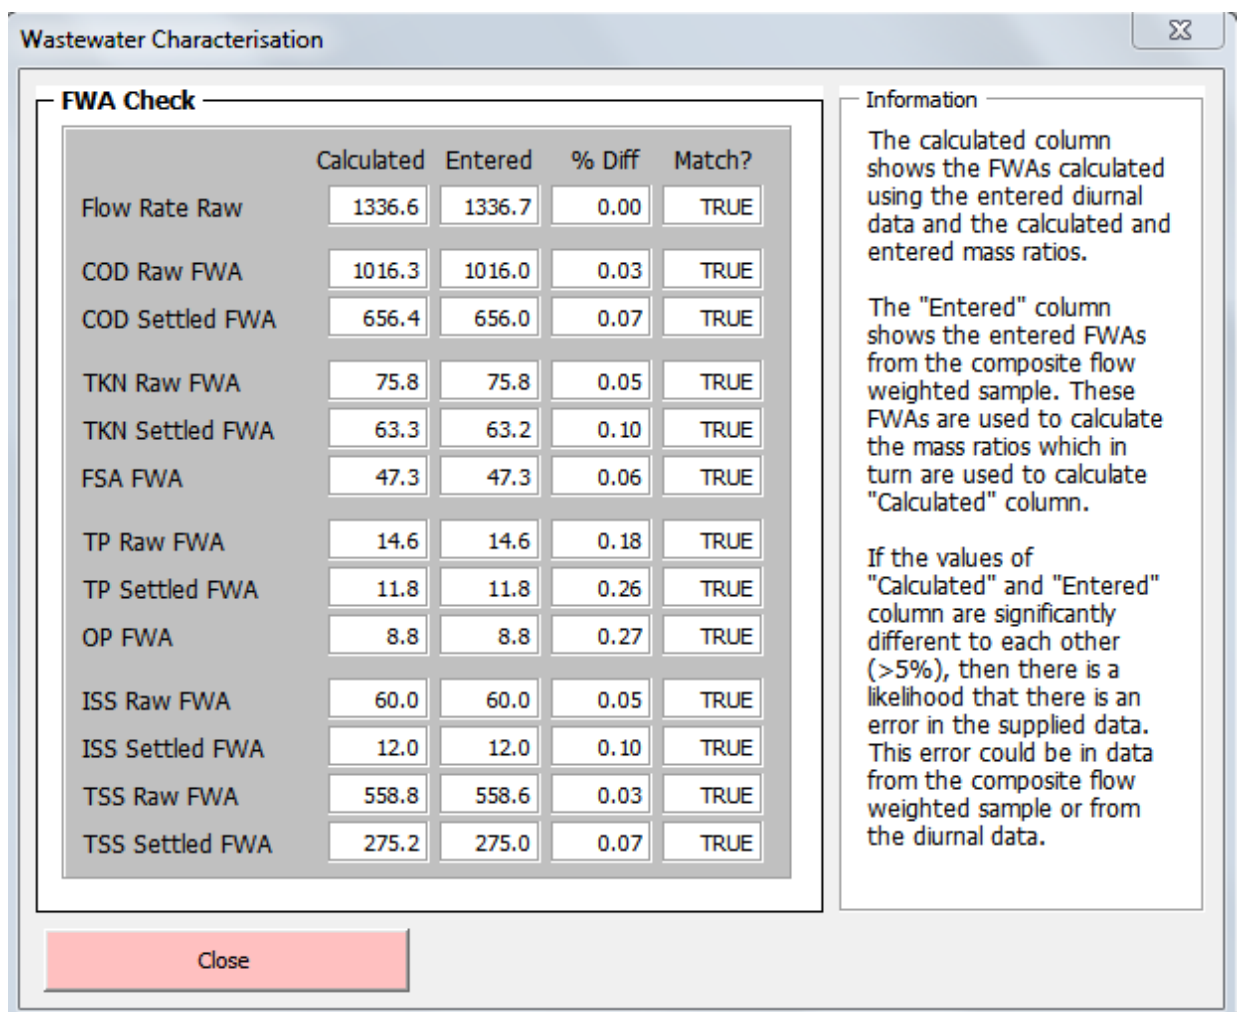 Wastewater Characterisation
FWA Check
Calculated Entered % Diff Match?
Flow Rate Raw 1336.6 1336.7 0.00 TRUE
COD Raw FWA 1016.3 1016.0 0.03 TRUE
COD Settled FWA 656.4 656.0 0.07 TRUE
TKN Raw FWA 75.8 75.8 0.05 TRUE
TKN Settled FWA 63.3 63.2 0.10 TRUE
FSA FWA 47.3 47.3 0.06 TRUE
TP Raw FWA 14.6 14.6 0.18 TRUE
TP Settled FWA 11.8 11.8 0.26 TRUE
OP FWA 8.8 8.8 0.27 TRUE
ISS Raw FWA 60.0 60.0 0.05 TRUE
ISS Settled FWA 12.0 12.0 0.10 TRUE
TSS Raw FWA 558.8 558.6 0.03 TRUE
TSS Settled FWA 275.2 275.0 0.07 TRUE
Close
Information
The calculated column
shows the FWAs calculated
using the entered diurnal
data and the calculated and
entered mass ratios.
The "Entered" column
shows the entered FWAs
from the composite flow
weighted sample. These
FWAs are used to calculate
the mass ratios which in
turn are used to calculate
"Calculated" column.
If the values of
"Calculated" and "Entered"
column are significantly
different to each other
(>5%), then there is a
likelihood that there is an
error in the supplied data.
This error could be in data
from the composite flow
weighted sample or from
the diurnal data.